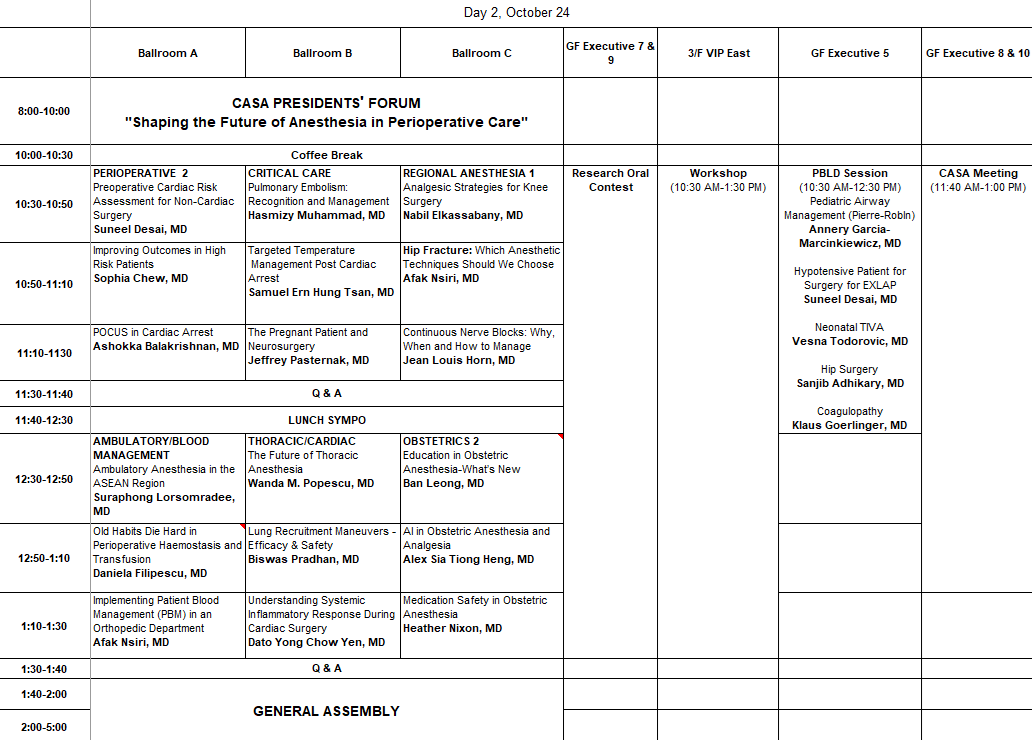 Day 2, October 24
Ballroom A
Ballroom B
Ballroom C
GF Executive 7 &
9
3/F VIP East
GF Executive 5
GF Executive 8 & 10
8:00-10:00
CASA PRESIDENTS' FORUM
"Shaping the Future of Anesthesia in Perioperative Care"
10:00-10:30
Coffee Break
10:30-10:50
PERIOPERATIVE 2
Preoperative Cardiac Risk
Assessment for Non-Cardiac
Surgery
Suneel Desai, MD
CRITICAL CARE
Pulmonary Embolism:
Recognition and Management
Hasmizy Muhammad, MD
REGIONAL ANESTHESIA 1
Analgesic Strategies for Knee
Surgery
Nabil Elkassabany, MD
Research Oral
Contest
Workshop
(10:30 AM-1:30 PM)
PBLD Session
(10:30 AM-12:30 PM)
Pediatric Airway
Management (Pierre-Robin)
Annery Garcia-
Marcinkiewicz, MD
Hypotensive Patient for
Surgery for EXLAP
Suneel Desai, MD
Neonatal TIVA
Vesna Todorovic, MD
Hip Surgery
Sanjib Adhikary, MD
Coagulopathy
Klaus Goerlinger, MD
CASA Meeting
(11:40 AM-1:00 PM)
10:50-11:10
Improving Outcomes in High
Risk Patients
Sophia Chew, MD
Targeted Temperature
Management Post Cardiac
Arrest
Samuel Ern Hung Tsan, MD
Hip Fracture: Which Anesthetic
Techniques Should We Choose
Afak Nsiri, MD
11:10-1130
POCUS in Cardiac Arrest
Ashokka Balakrishnan, MD
The Pregnant Patient and
Neurosurgery
Jeffrey Pasternak, MD
Continuous Nerve Blocks: Why,
When and How to Manage
Jean Louis Horn, MD
11:30-11:40
Q & A
11:40-12:30
LUNCH SYMPO
12:30-12:50
AMBULATORY/BLOOD
MANAGEMENT
Ambulatory Anesthesia in the
ASEAN Region
Suraphong Lorsomradee,
MD
THORACIC/CARDIAC
The Future of Thoracic
Anesthesia
Wanda M. Popescu, MD
OBSTETRICS 2
Education in Obstetric
Anesthesia-What's New
Ban Leong, MD
12:50-1:10
Old Habits Die Hard in
Perioperative Haemostasis and
Transfusion
Daniela Filipescu, MD
Lung Recruitment Maneuvers -
Efficacy & Safety
Biswas Pradhan, MD
AI in Obstetric Anesthesia and
Analgesia
Alex Sia Tiong Heng, MD
1:10-1:30
Implementing Patient Blood
Management (PBM) in an
Orthopedic Department
Afak Nsiri, MD
Understanding Systemic
Inflammatory Response During
Cardiac Surgery
Dato Yong Chow Yen, MD
Medication Safety in Obstetric
Anesthesia
Heather Nixon, MD
1:30-1:40
Q & A
1:40-2:00
GENERAL ASSEMBLY
2:00-5:00